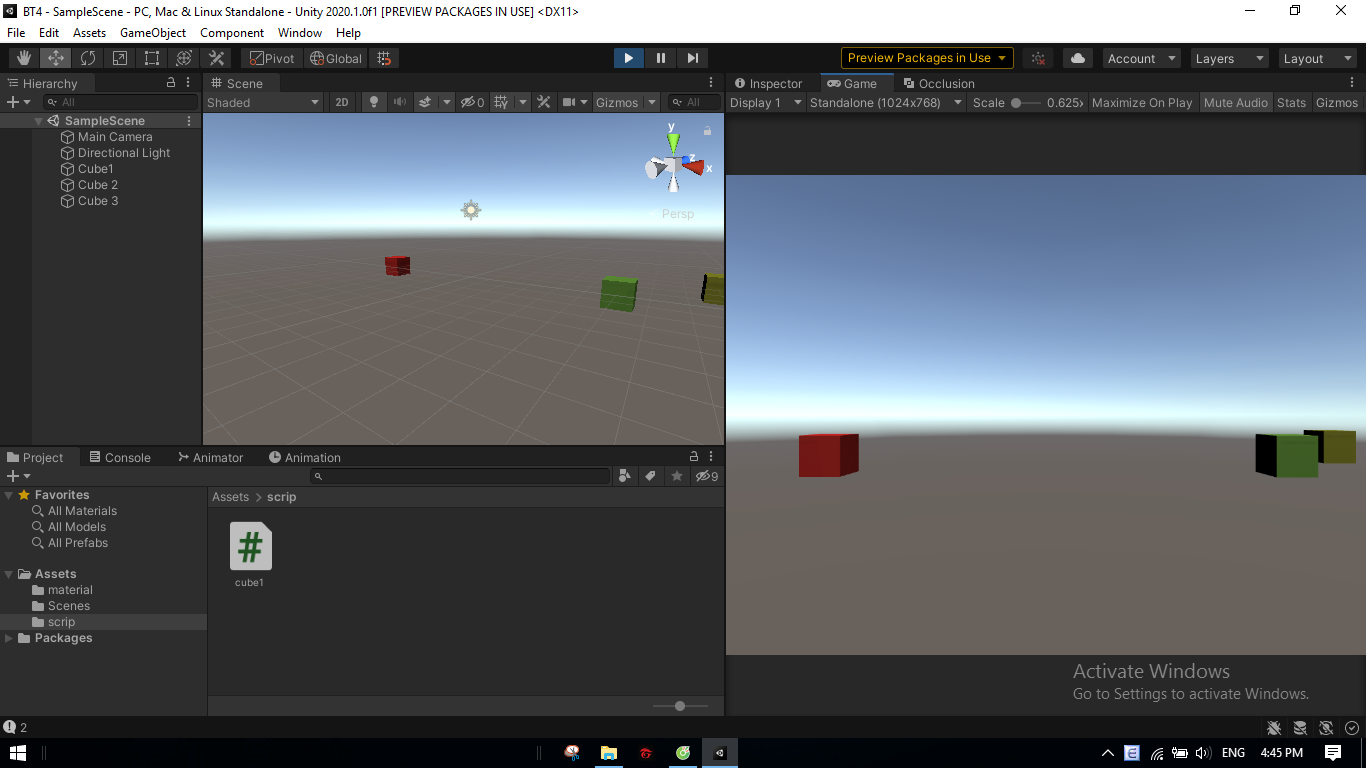 BT4 - SampleScene - PC, Mac & Linux Standalone - Unity 2020.1.0f1 [PREVIEW PACKAGES IN USE] <DX11>
File Edit Assets GameObject Component Window Help
Pivot Global Preview Packages in Use Account Layers Layout
Hierarchy Scene Inspector Game Occlusion
All Shaded 2D 0 Gizmos All Display 1 Standalone (1024x768) Scale 0.625x Maximize On Play Mute Audio Stats Gizmos
SampleScene
Main Camera
Directional Light
Cube1
Cube 2
Cube 3
y
z
x
Persp
Project Console Animator Animation
9
Favorites
All Materials
All Models
All Prefabs
Assets
material
Scenes
scrip
Packages
Assets > scrip
#
cube1
Activate Windows
Go to Settings to activate Windows.
2
ENG 4:45 PM